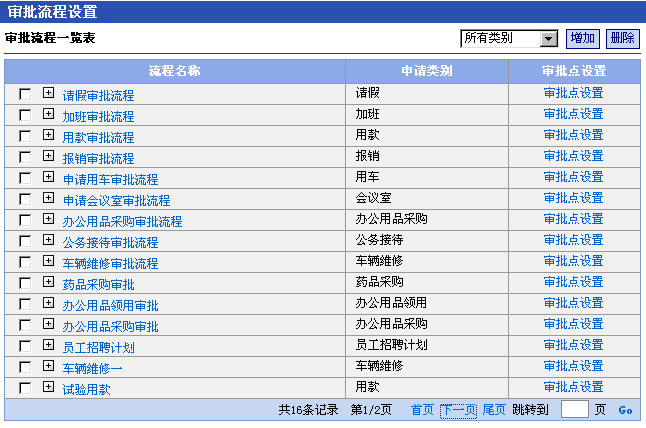 审批流程设置
审批流程一览表 所有类别 增加 删除
流程名称 申请类别 审批点设置
请假审批流程 请假 审批点设置
加班审批流程 加班 审批点设置
用款审批流程 用款 审批点设置
报销审批流程 报销 审批点设置
申请用车审批流程 用车 审批点设置
申请会议室审批流程 会议室 审批点设置
办公用品采购审批流程 办公用品采购 审批点设置
公务接待审批流程 公务接待 审批点设置
车辆维修审批流程 车辆维修 审批点设置
药品采购审批 药品采购 审批点设置
办公用品领用审批 办公用品领用 审批点设置
办公用品采购审批 办公用品采购 审批点设置
员工招聘计划 员工招聘计划 审批点设置
车辆维修一 车辆维修 审批点设置
试验用款 用款 审批点设置
共16条记录 第1/2页 首页 下一页 尾页 跳转到 页 Go